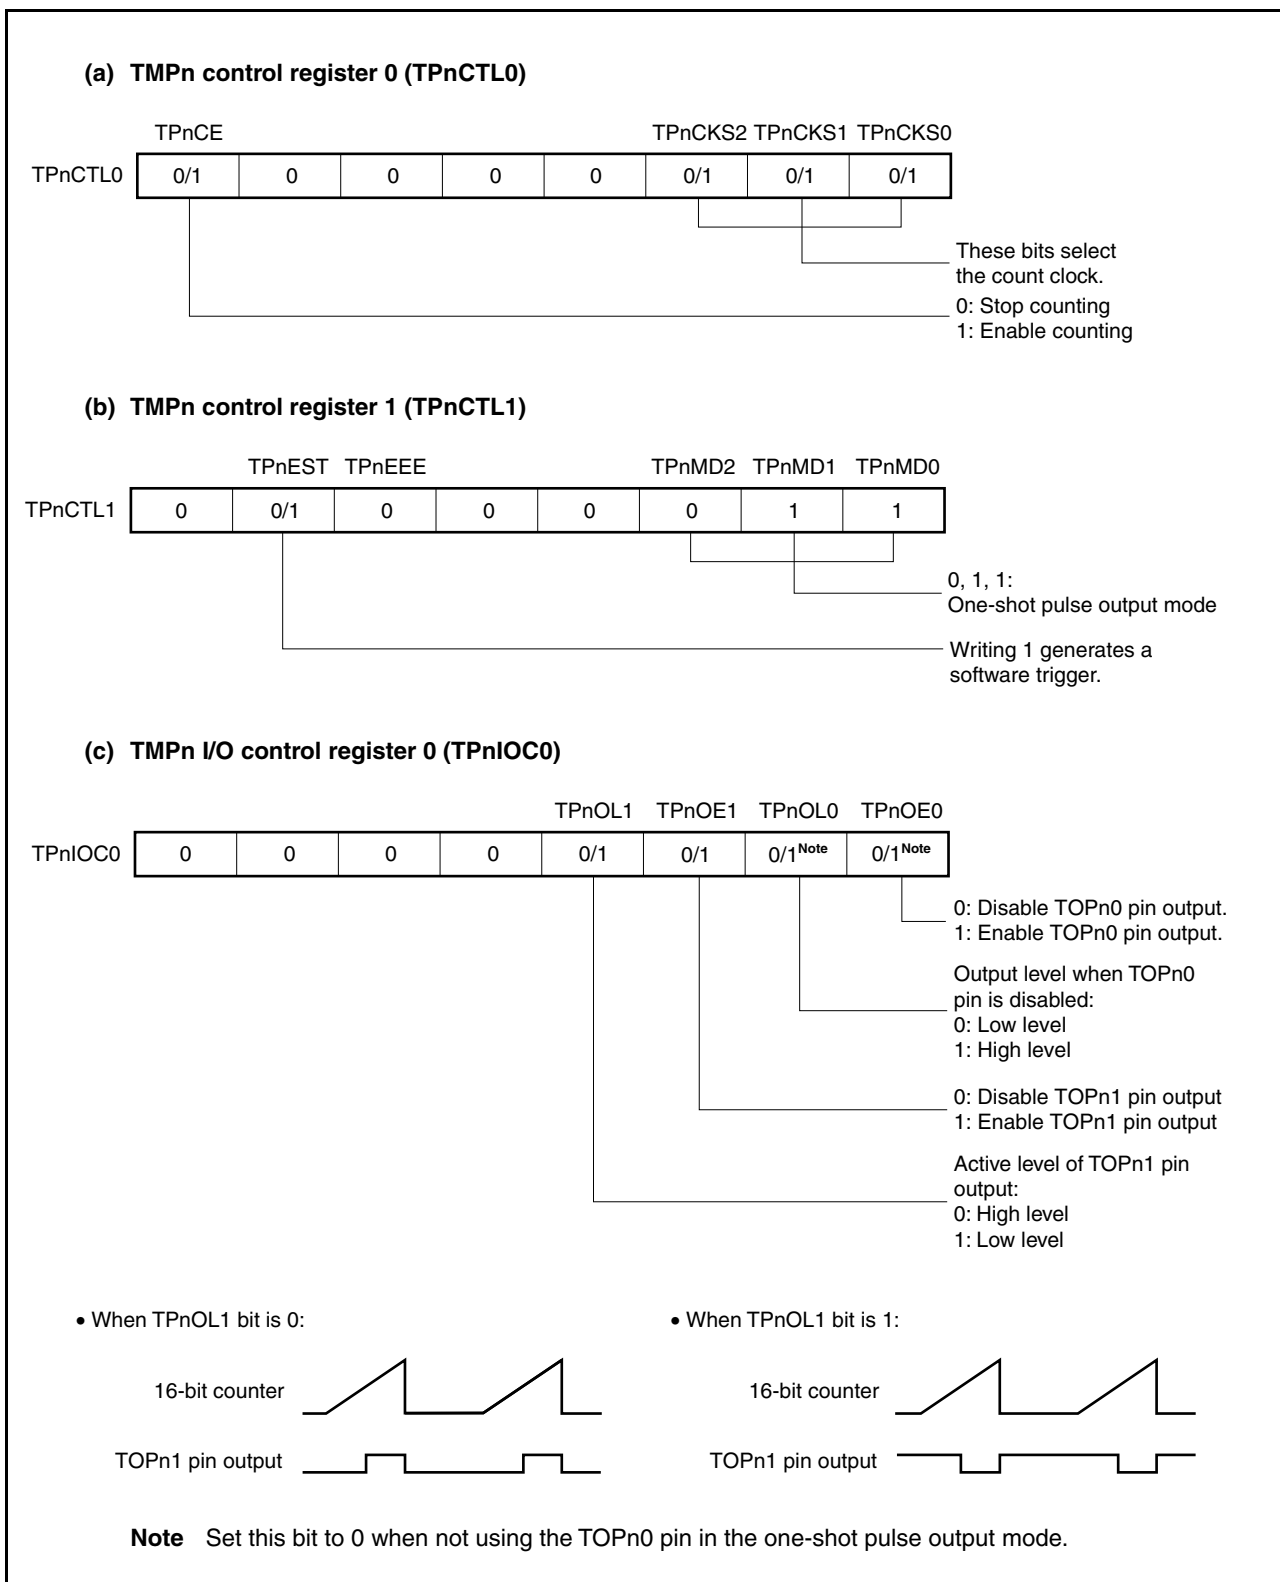 (a) TMPn control register 0 (TPnCTL0)
TPnCE TPnCKS2 TPnCKS1 TPnCKS0
TPnCTL0 0/1 0 0 0 0 0/1 0/1 0/1
These bits select
the count clock.
0: Stop counting
1: Enable counting
(b) TMPn control register 1 (TPnCTL1)
TPnEST TPnEEE TPnMD2 TPnMD1 TPnMD0
TPnCTL1 0 0/1 0 0 0 0 1 1
0, 1, 1:
One-shot pulse output mode
Writing 1 generates a
software trigger.
(c) TMPn I/O control register 0 (TPnIOC0)
TPnOL1 TPnOE1 TPnOL0 TPnOE0
TPnIOC0 0 0 0 0 0/1 0/1 0/1Note 0/1Note
0: Disable TOPn0 pin output.
1: Enable TOPn0 pin output.
Output level when TOPn0
pin is disabled:
0: Low level
1: High level
0: Disable TOPn1 pin output
1: Enable TOPn1 pin output
Active level of TOPn1 pin
output:
0: High level
1: Low level
• When TPnOL1 bit is 0:
16-bit counter
TOPn1 pin output
• When TPnOL1 bit is 1:
16-bit counter
TOPn1 pin output
Note Set this bit to 0 when not using the TOPn0 pin in the one-shot pulse output mode.